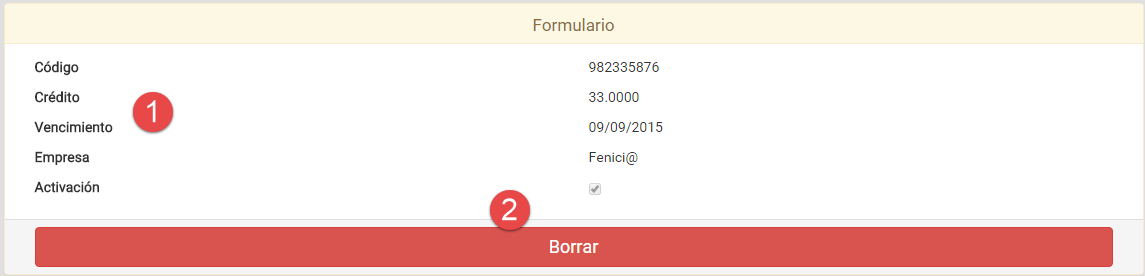 Formulario
Código 982335876
Crédito 33.0000
1
Vencimiento 09/09/2015
Empresa Fenici@
Activación
2
Borrar